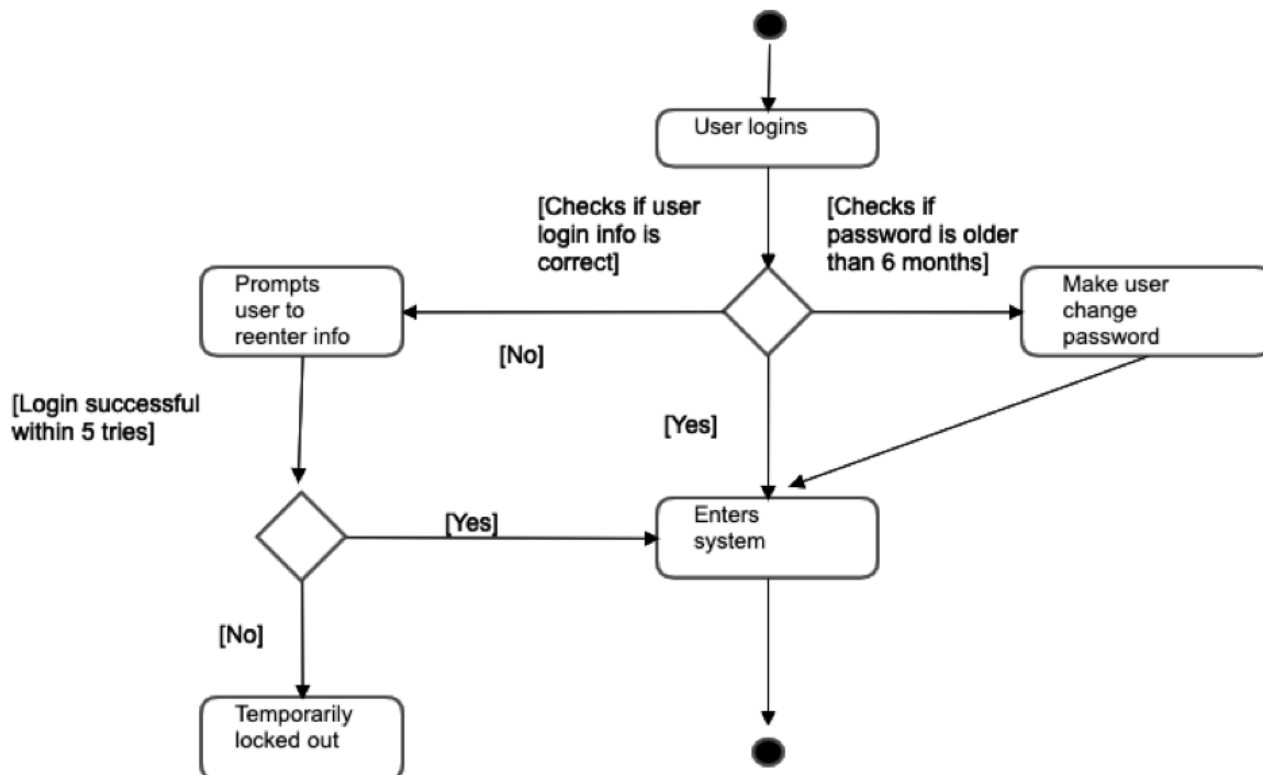 User logins
[Checks if user
login info is
correct]
[Checks if
password is older
than 6 months]
Prompts
user to
reenter info
Make user
change
password
[No]
[Login successful
within 5 tries]
[Yes]
[Yes]
Enters
system
[No]
Temporarily
locked out